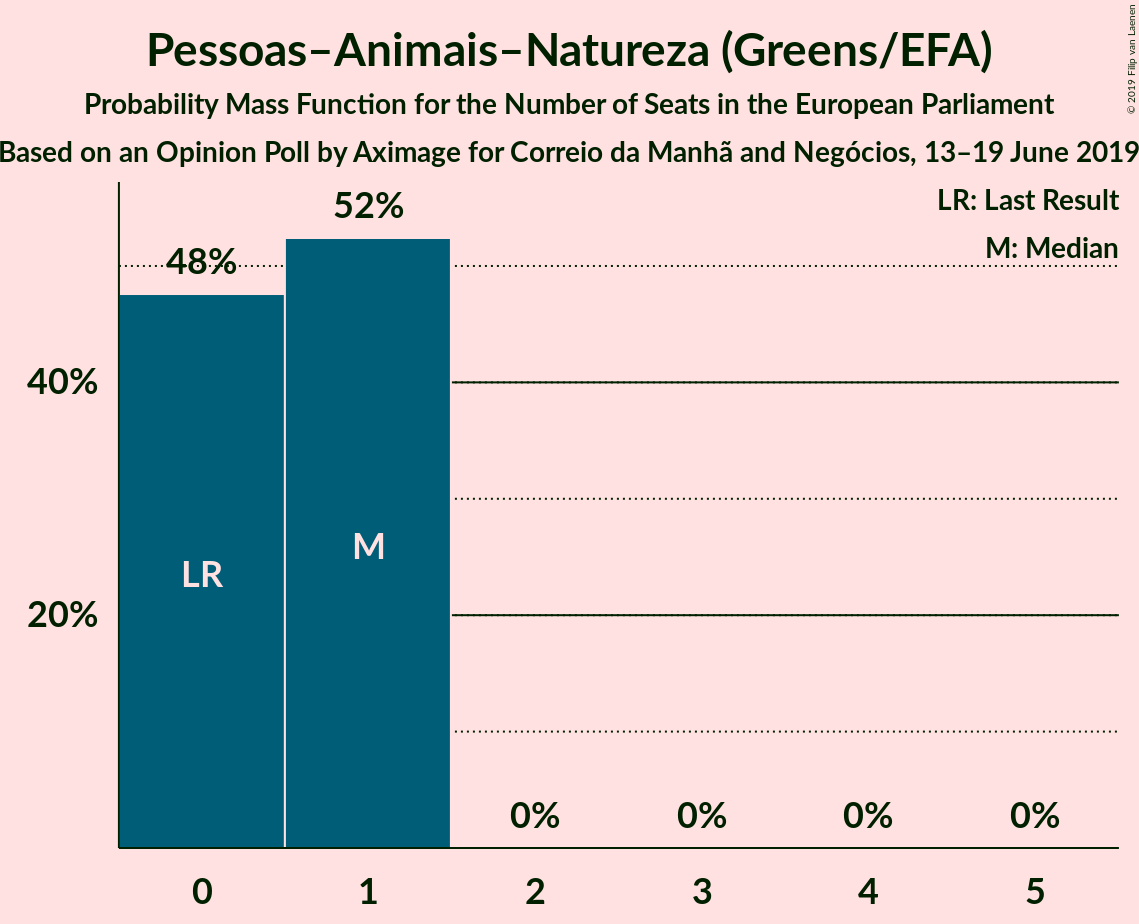 Pessoas–Animais–Natureza (Greens/EFA)
Probability Mass Function for the Number of Seats in the European Parliament
Based on an Opinion Poll by Aximage for Correio da Manhã and Negócios, 13–19 June 2019
© 2019 Filip van Laenen
LR: Last Result
M: Median
52%
48%
40%
20%
LR
M
0% 0% 0% 0%
0 1 2 3 4 5